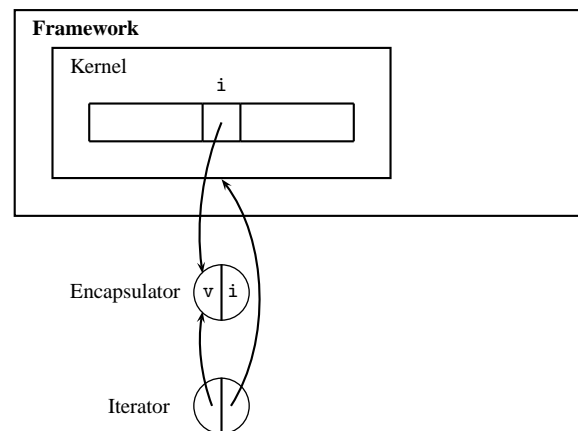 Framework
Kernel
i
Encapsulator v i
Iterator